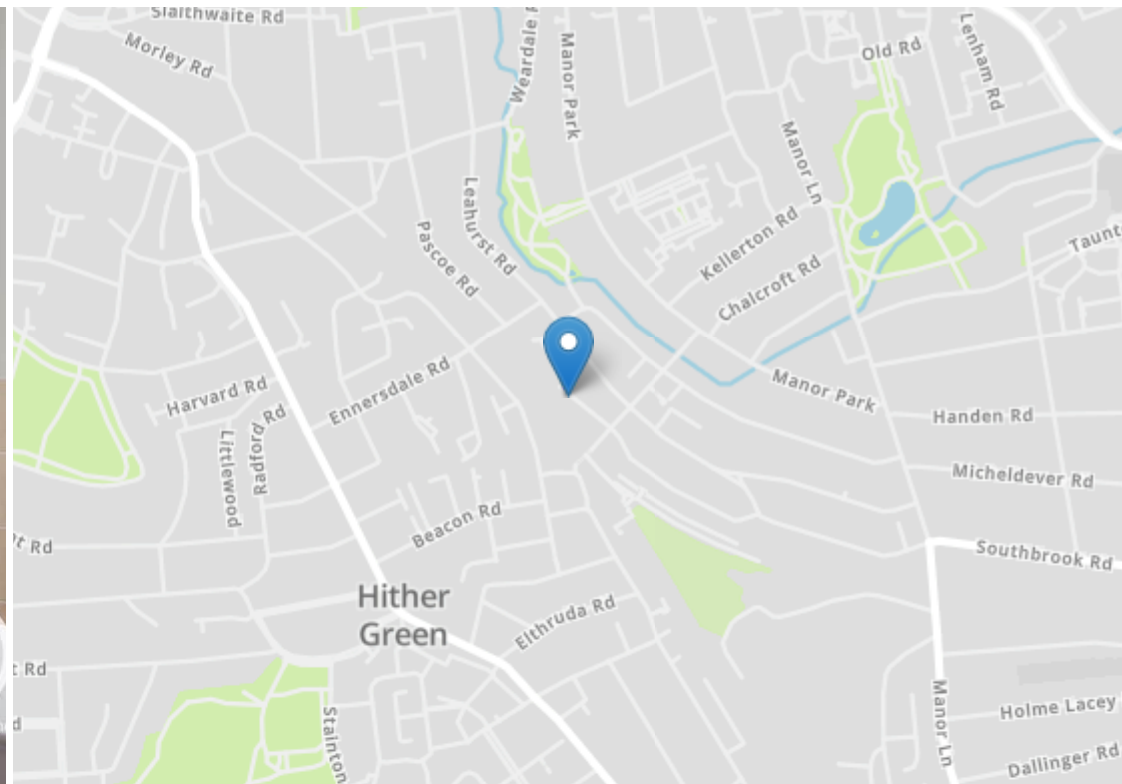 Slaithwaite Rd
Morley Rd
Weardale
Manor Park
Old Rd
Lenham Rd
Manor Ln
Leahurst Rd
Pascoe Rd
Kellerton Rd
Chalcroft Rd
Ennersdale Rd
Harvard Rd
Radford Rd
Littlewood
Manor Park
Handen Rd
Micheldever Rd
Beacon Rd
Rd
Southbrook Rd
Hither
Green
Elthruda Rd
Rd
Stainton
Manor Ln
Holme Lacey
Dallinger Rd